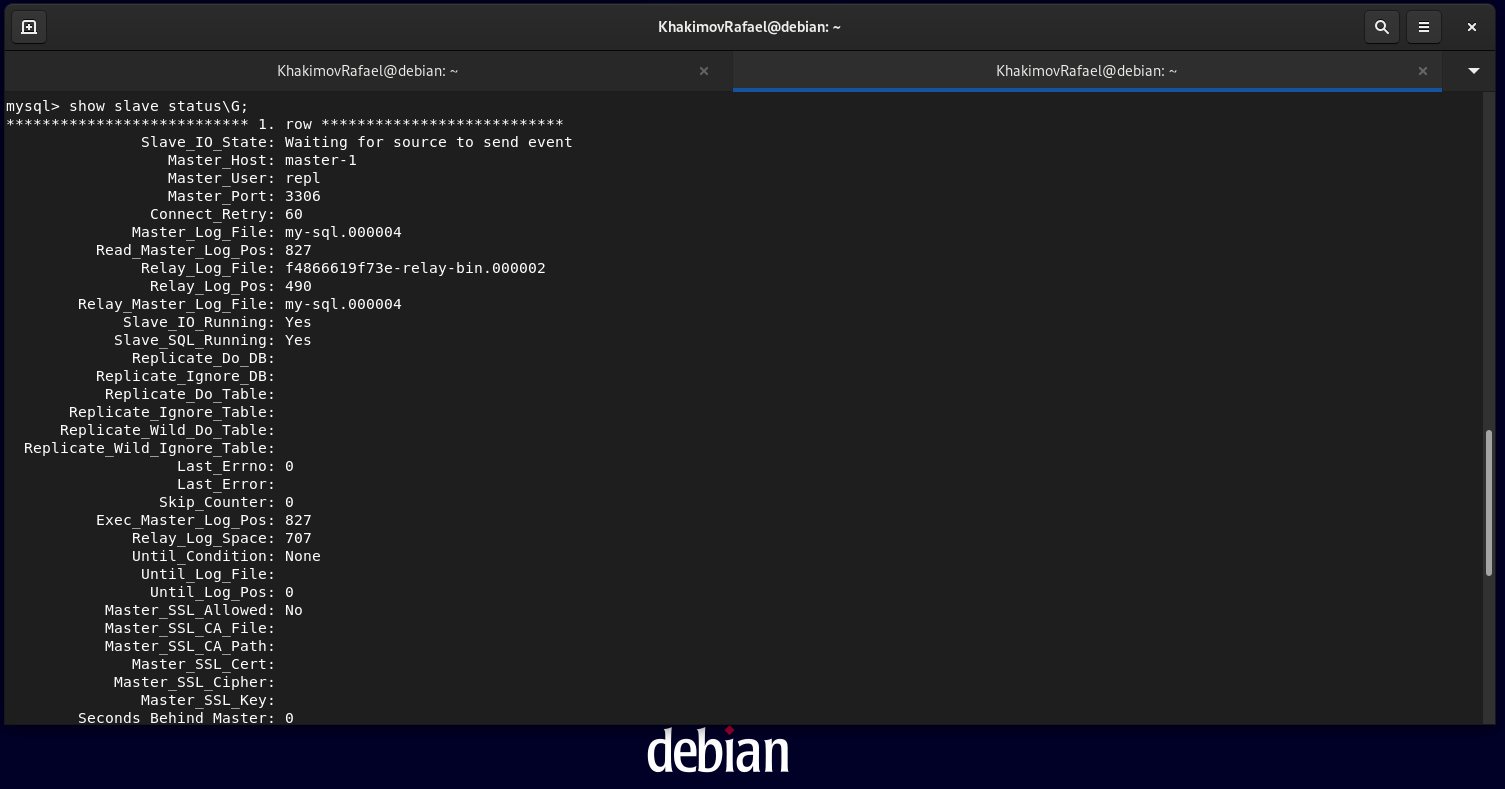 KhakimovRafael@debian: ~
KhakimovRafael@debian: ~
KhakimovRafael@debian: ~
mysql> show slave status\G;
*************************** 1. row ***************************
Slave_IO_State: Waiting for source to send event
Master_Host: master-1
Master_User: repl
Master_Port: 3306
Connect_Retry: 60
Master_Log_File: my-sql.000004
Read_Master_Log_Pos: 827
Relay_Log_File: f4866619f73e-relay-bin.000002
Relay_Log_Pos: 490
Relay_Master_Log_File: my-sql.000004
Slave_IO_Running: Yes
Slave_SQL_Running: Yes
Replicate_Do_DB:
Replicate_Ignore_DB:
Replicate_Do_Table:
Replicate_Ignore_Table:
Replicate_Wild_Do_Table:
Replicate_Wild_Ignore_Table:
Last_Errno: 0
Last_Error:
Skip_Counter: 0
Exec_Master_Log_Pos: 827
Relay_Log_Space: 707
Until_Condition: None
Until_Log_File:
Until_Log_Pos: 0
Master_SSL_Allowed: No
Master_SSL_CA_File:
Master_SSL_CA_Path:
Master_SSL_Cert:
Master_SSL_Cipher:
Master_SSL_Key:
Seconds_Behind_Master: 0
debian